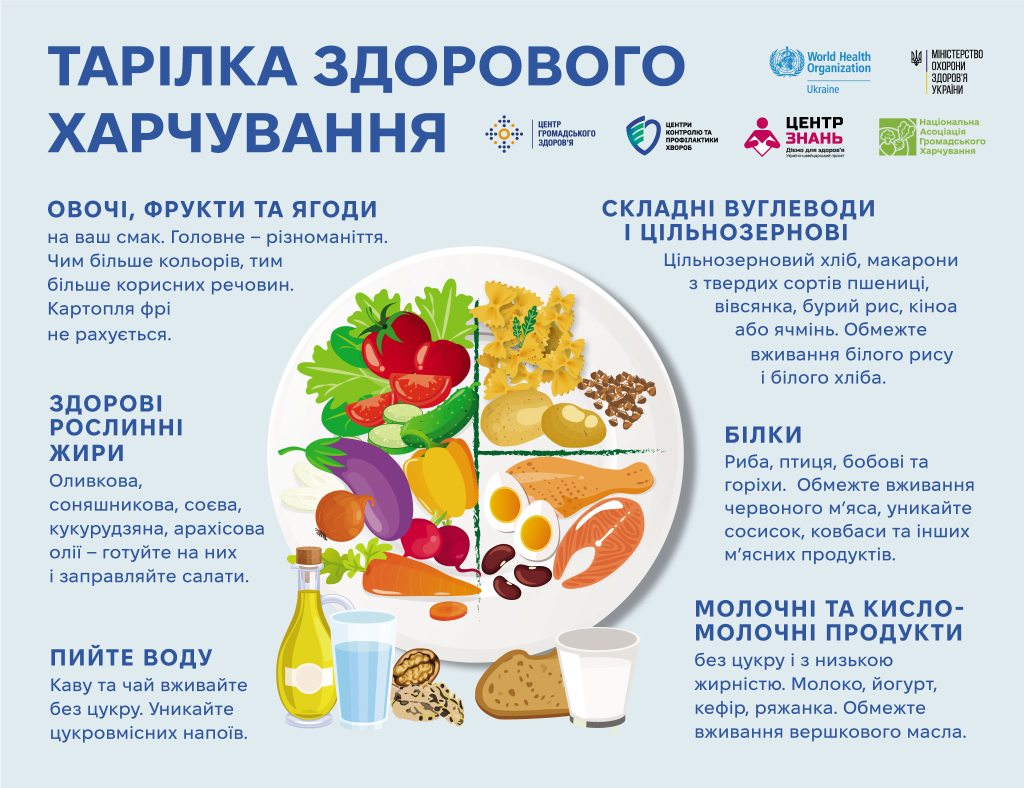 ТАРІЛКА ЗДОРОВОГО
ХАРЧУВАННЯ
World Health
Organization
Ukraine
МІНІСТЕРСТВО
ОХОРОНИ
ЗДОРОВ'Я
УКРАЇНИ
ЦЕНТР
ГРОМАДСЬКОГО
ЗДОРОВ'Я
ЦЕНТРИ
КОНТРОЛЮ ТА
ПРОФІЛАКТИКИ
ХВОРОБ
ЦЕНТР
ЗНАНЬ
Діємо для здоров'я
Українсько-швейцарський проєкт
Національна
Асоціація
Громадського
Харчування
ОВОЧІ, ФРУКТИ ТА ЯГОДИ
на ваш смак. Головне – різноманіття.
Чим більше кольорів, тим
більше корисних речовин.
Картопля фрі
не рахується.
ЗДОРОВІ
РОСЛИННІ
ЖИРИ
Оливкова,
соняшникова, соєва,
кукурудзяна, арахісова
олії – готуйте на них
і заправляйте салати.
ПИЙТЕ ВОДУ
Каву та чай вживайте
без цукру. Уникайте
цукровмісних напоїв.
СКЛАДНІ ВУГЛЕВОДИ
І ЦІЛЬНОЗЕРНОВІ
Цільнозерновий хліб, макарони
з твердих сортів пшениці,
вівсянка, бурий рис, кіноа
або ячмінь. Обмежте
вживання білого рису
і білого хліба.
БІЛКИ
Риба, птиця, бобові та
горіхи. Обмежте вживання
червоного м'яса, уникайте
сосисок, ковбаси та інших
м'ясних продуктів.
МОЛОЧНІ ТА КИСЛО-
МОЛОЧНІ ПРОДУКТИ
без цукру і з низькою
жирністю. Молоко, йогурт,
кефір, ряжанка. Обмежте
вживання вершкового масла.